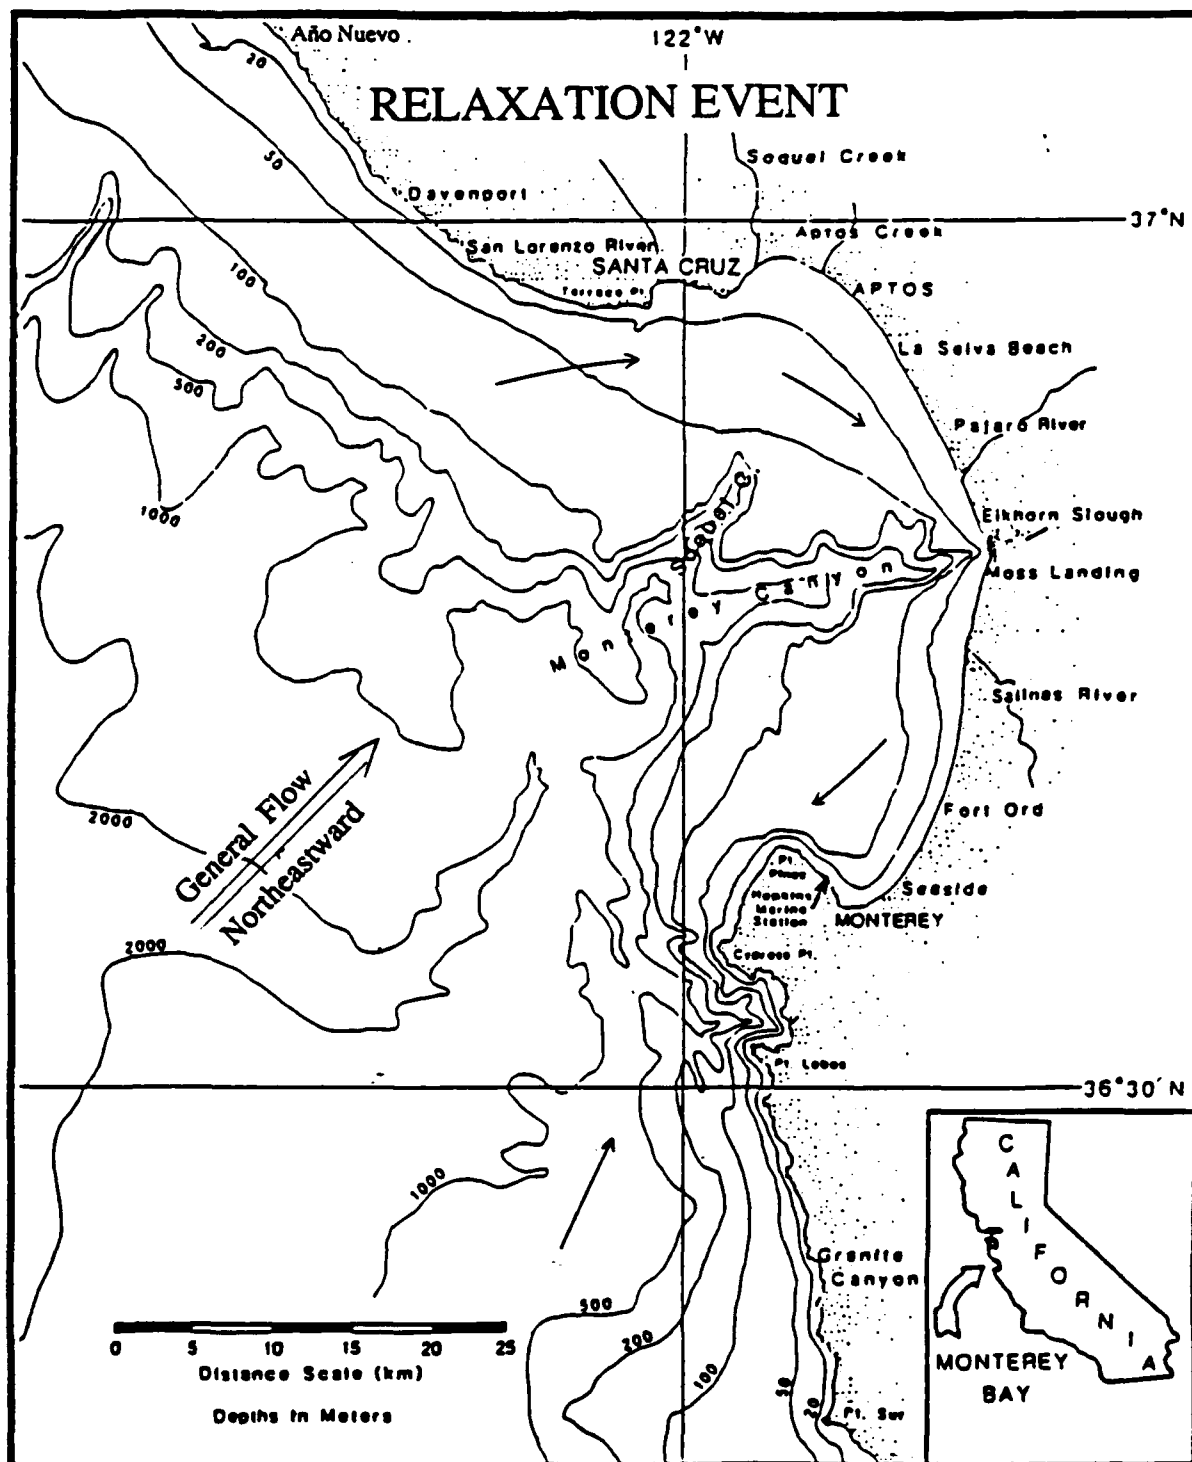 Año Nuevo
122°W
20
RELAXATION EVENT
50
Soquel Creek
Davenport
37°N
Aptos Creek
San Lorenzo River
SANTA CRUZ
100
Terrace Pt.
APTOS
200
La Selva Beach
500
Pajaro River
Soquel C.
1000
Elkhorn Slough
Moss Landing
Monterey Canyon
Salinas River
General Flow
Northeastward
2000
Fort Ord
Pt.
Pinos
Hopkins
Marine
Station
Seaside
MONTEREY
2000
Cypress Pt.
Pt. Lobos
36°30'N
1000
CALIFORNIA
Granite
Canyon
500
200
100
50
20
0 5 10 15 20 25
Distance Scale (km)
Depths in Meters
MONTEREY
BAY
Pt. Sur